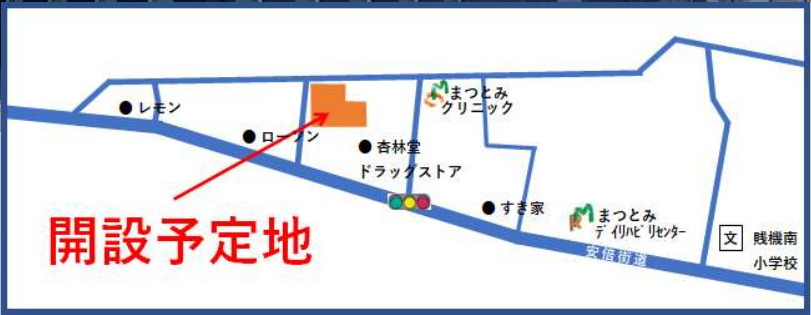 まつとみ
クリニック
レモン
ローソン
杏林堂
ドラッグストア
すき家
まつとみ
デイリハビリセンター
文
賎機南
小学校
安倍街道
開設予定地